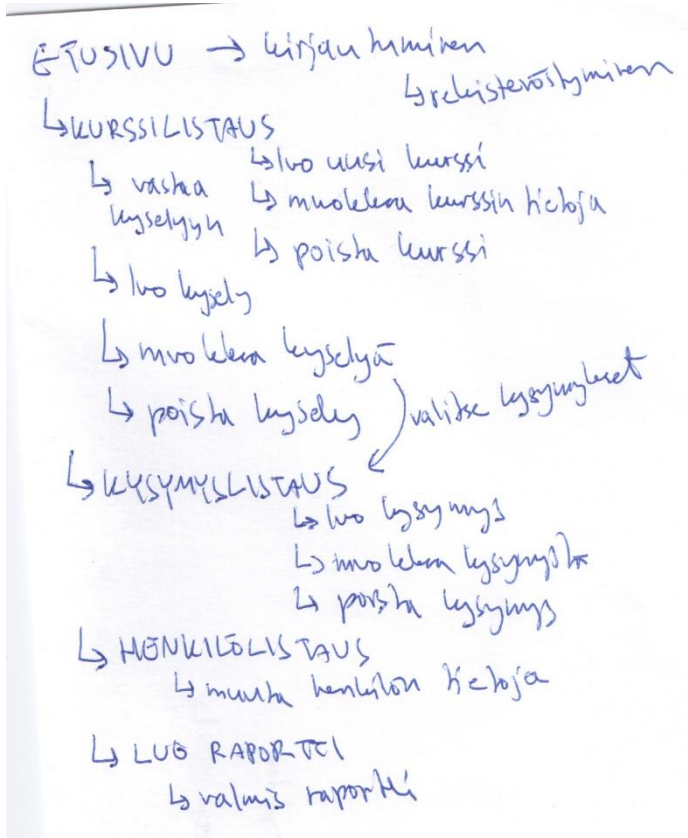 ETUSIVU → kirjautuminen
↳ rekisteröityminen
↳ KURSSILISTAUS
↳ luo uusi kurssi
↳ vastaa kyselyyn
↳ muokkaa kurssin tietoja
↳ poista kurssi
↳ luo kysely
↳ muokkaa kyselyä
↳ poista kysely
valitse kysymykset
↳ KYSYMYSLISTAUS
↳ luo kysymys
↳ muokkaa kysymystä
↳ poista kysymys
↳ HENKILÖLISTAUS
↳ muuta henkilön tietoja
↳ LUO RAPORTTI
↳ valmis raportti